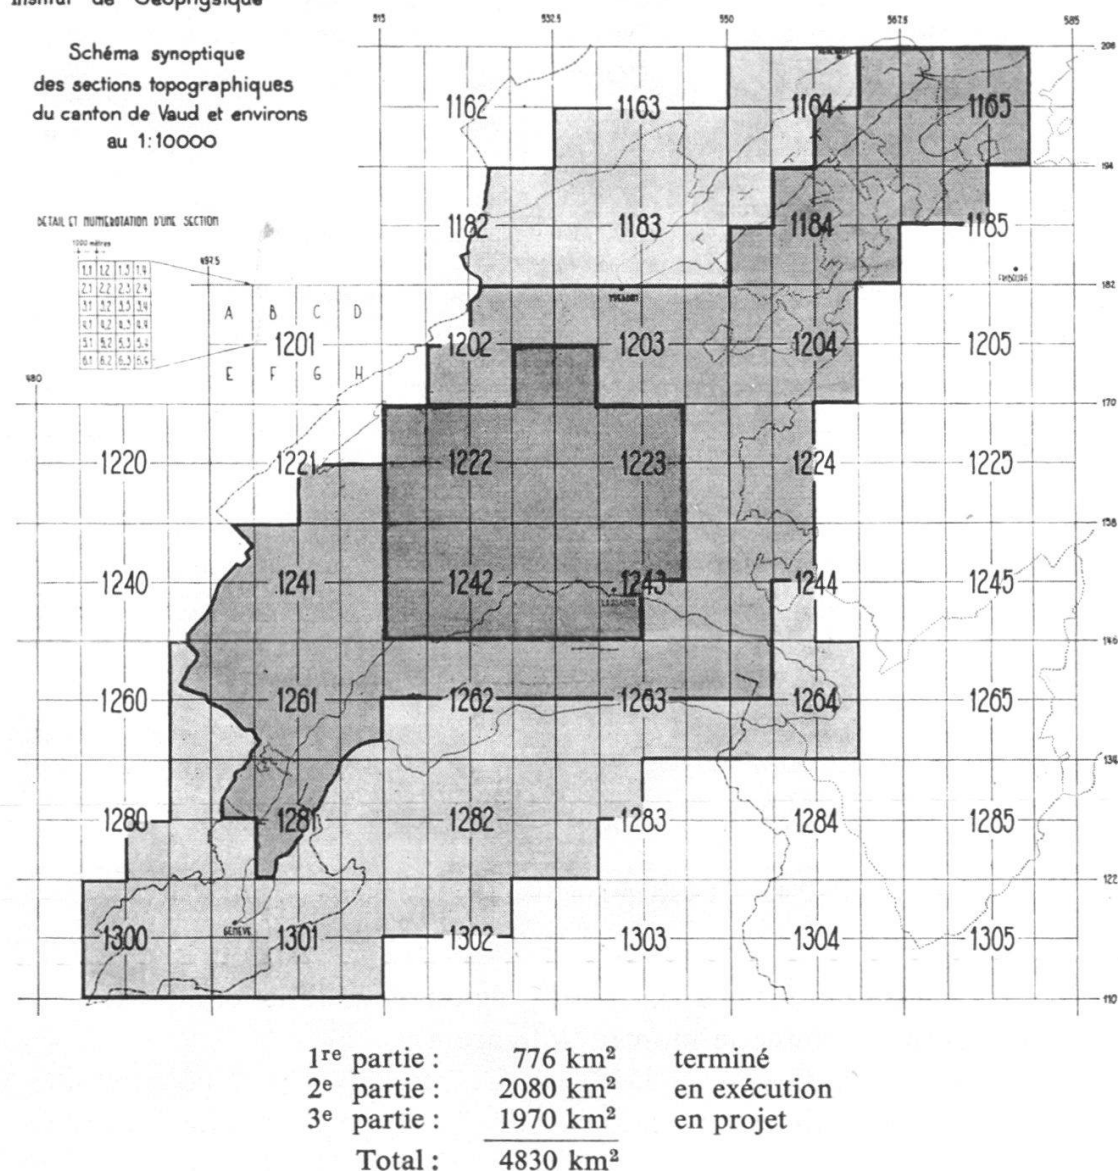 Institut de Géophysique
Schéma synoptique
des sections topographiques
du canton de Vaud et environs
au 1:10000
DETAIL ET NUMEROTATION D'UNE SECTION
1000 mètres
1.1 1.2 1.3 1.4
2.1 2.2 2.3 2.4
3.1 3.2 3.3 3.4
4.1 4.2 4.3 4.4
5.1 5.2 5.3 5.4
6.1 6.2 6.3 6.4
515 532.5 550 567.5 585
206
1162 1163 1164 1165
194
1182 1183 1184 1185
FRIBOURG
497.5
182
YVERDON
A B C D
1201 1202 1203 1204 1205
E F G H
480
170
1220 1221 1222 1223 1224 1225
158
1240 1241 1242 1243 1244 1245
LAUSANNE
146
1260 1261 1262 1263 1264 1265
134
1280 1281 1282 1283 1284 1285
122
GENEVE
1300 1301 1302 1303 1304 1305
110
1re partie : 776 km² terminé
2e partie : 2080 km² en exécution
3e partie : 1970 km² en projet
Total : 4830 km²